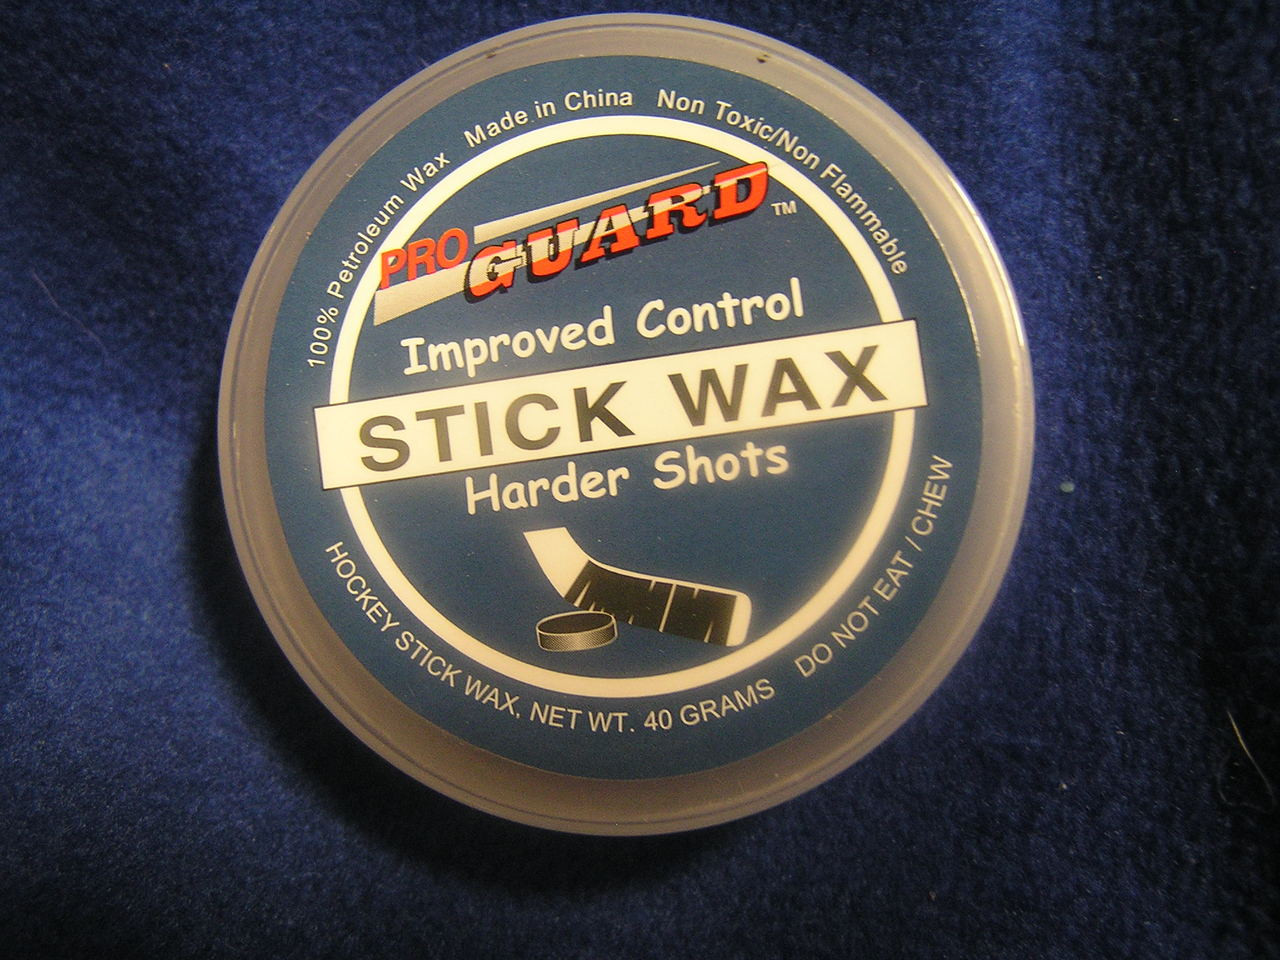 100% Petroleum Wax Made in China Non Toxic/Non Flammable
PRO GUARD™
Improved Control
STICK WAX
Harder Shots
HOCKEY STICK WAX, NET WT. 40 GRAMS DO NOT EAT / CHEW